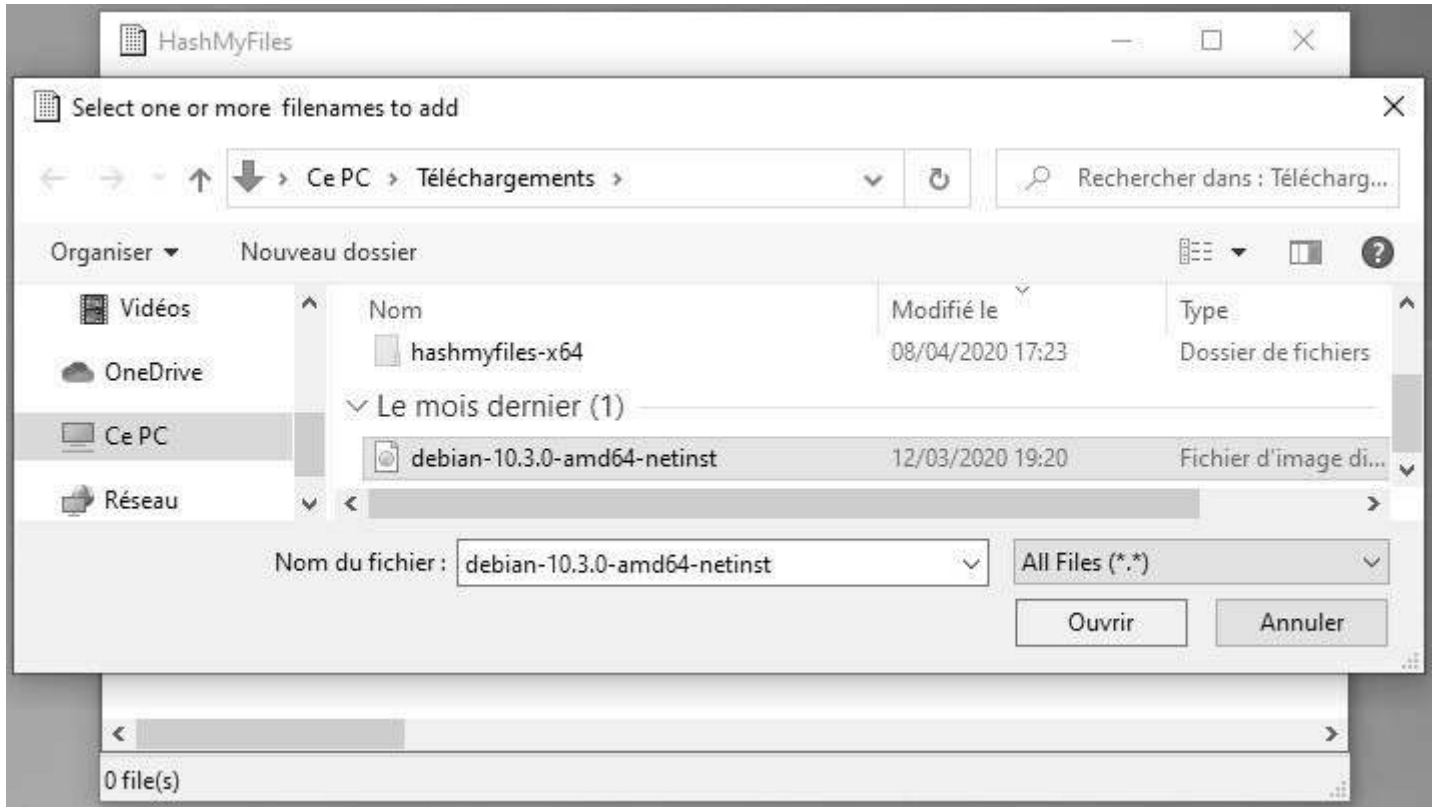 HashMyFiles
Select one or more filenames to add
Ce PC > Téléchargements >
Rechercher dans : Télécharg...
Organiser
Nouveau dossier
Vidéos
OneDrive
Ce PC
Réseau
Nom Modifié le Type
hashmyfiles-x64 08/04/2020 17:23 Dossier de fichiers
Le mois dernier (1)
debian-10.3.0-amd64-netinst 12/03/2020 19:20 Fichier d'image di...
Nom du fichier : debian-10.3.0-amd64-netinst All Files (*.*)
Ouvrir Annuler
0 file(s)